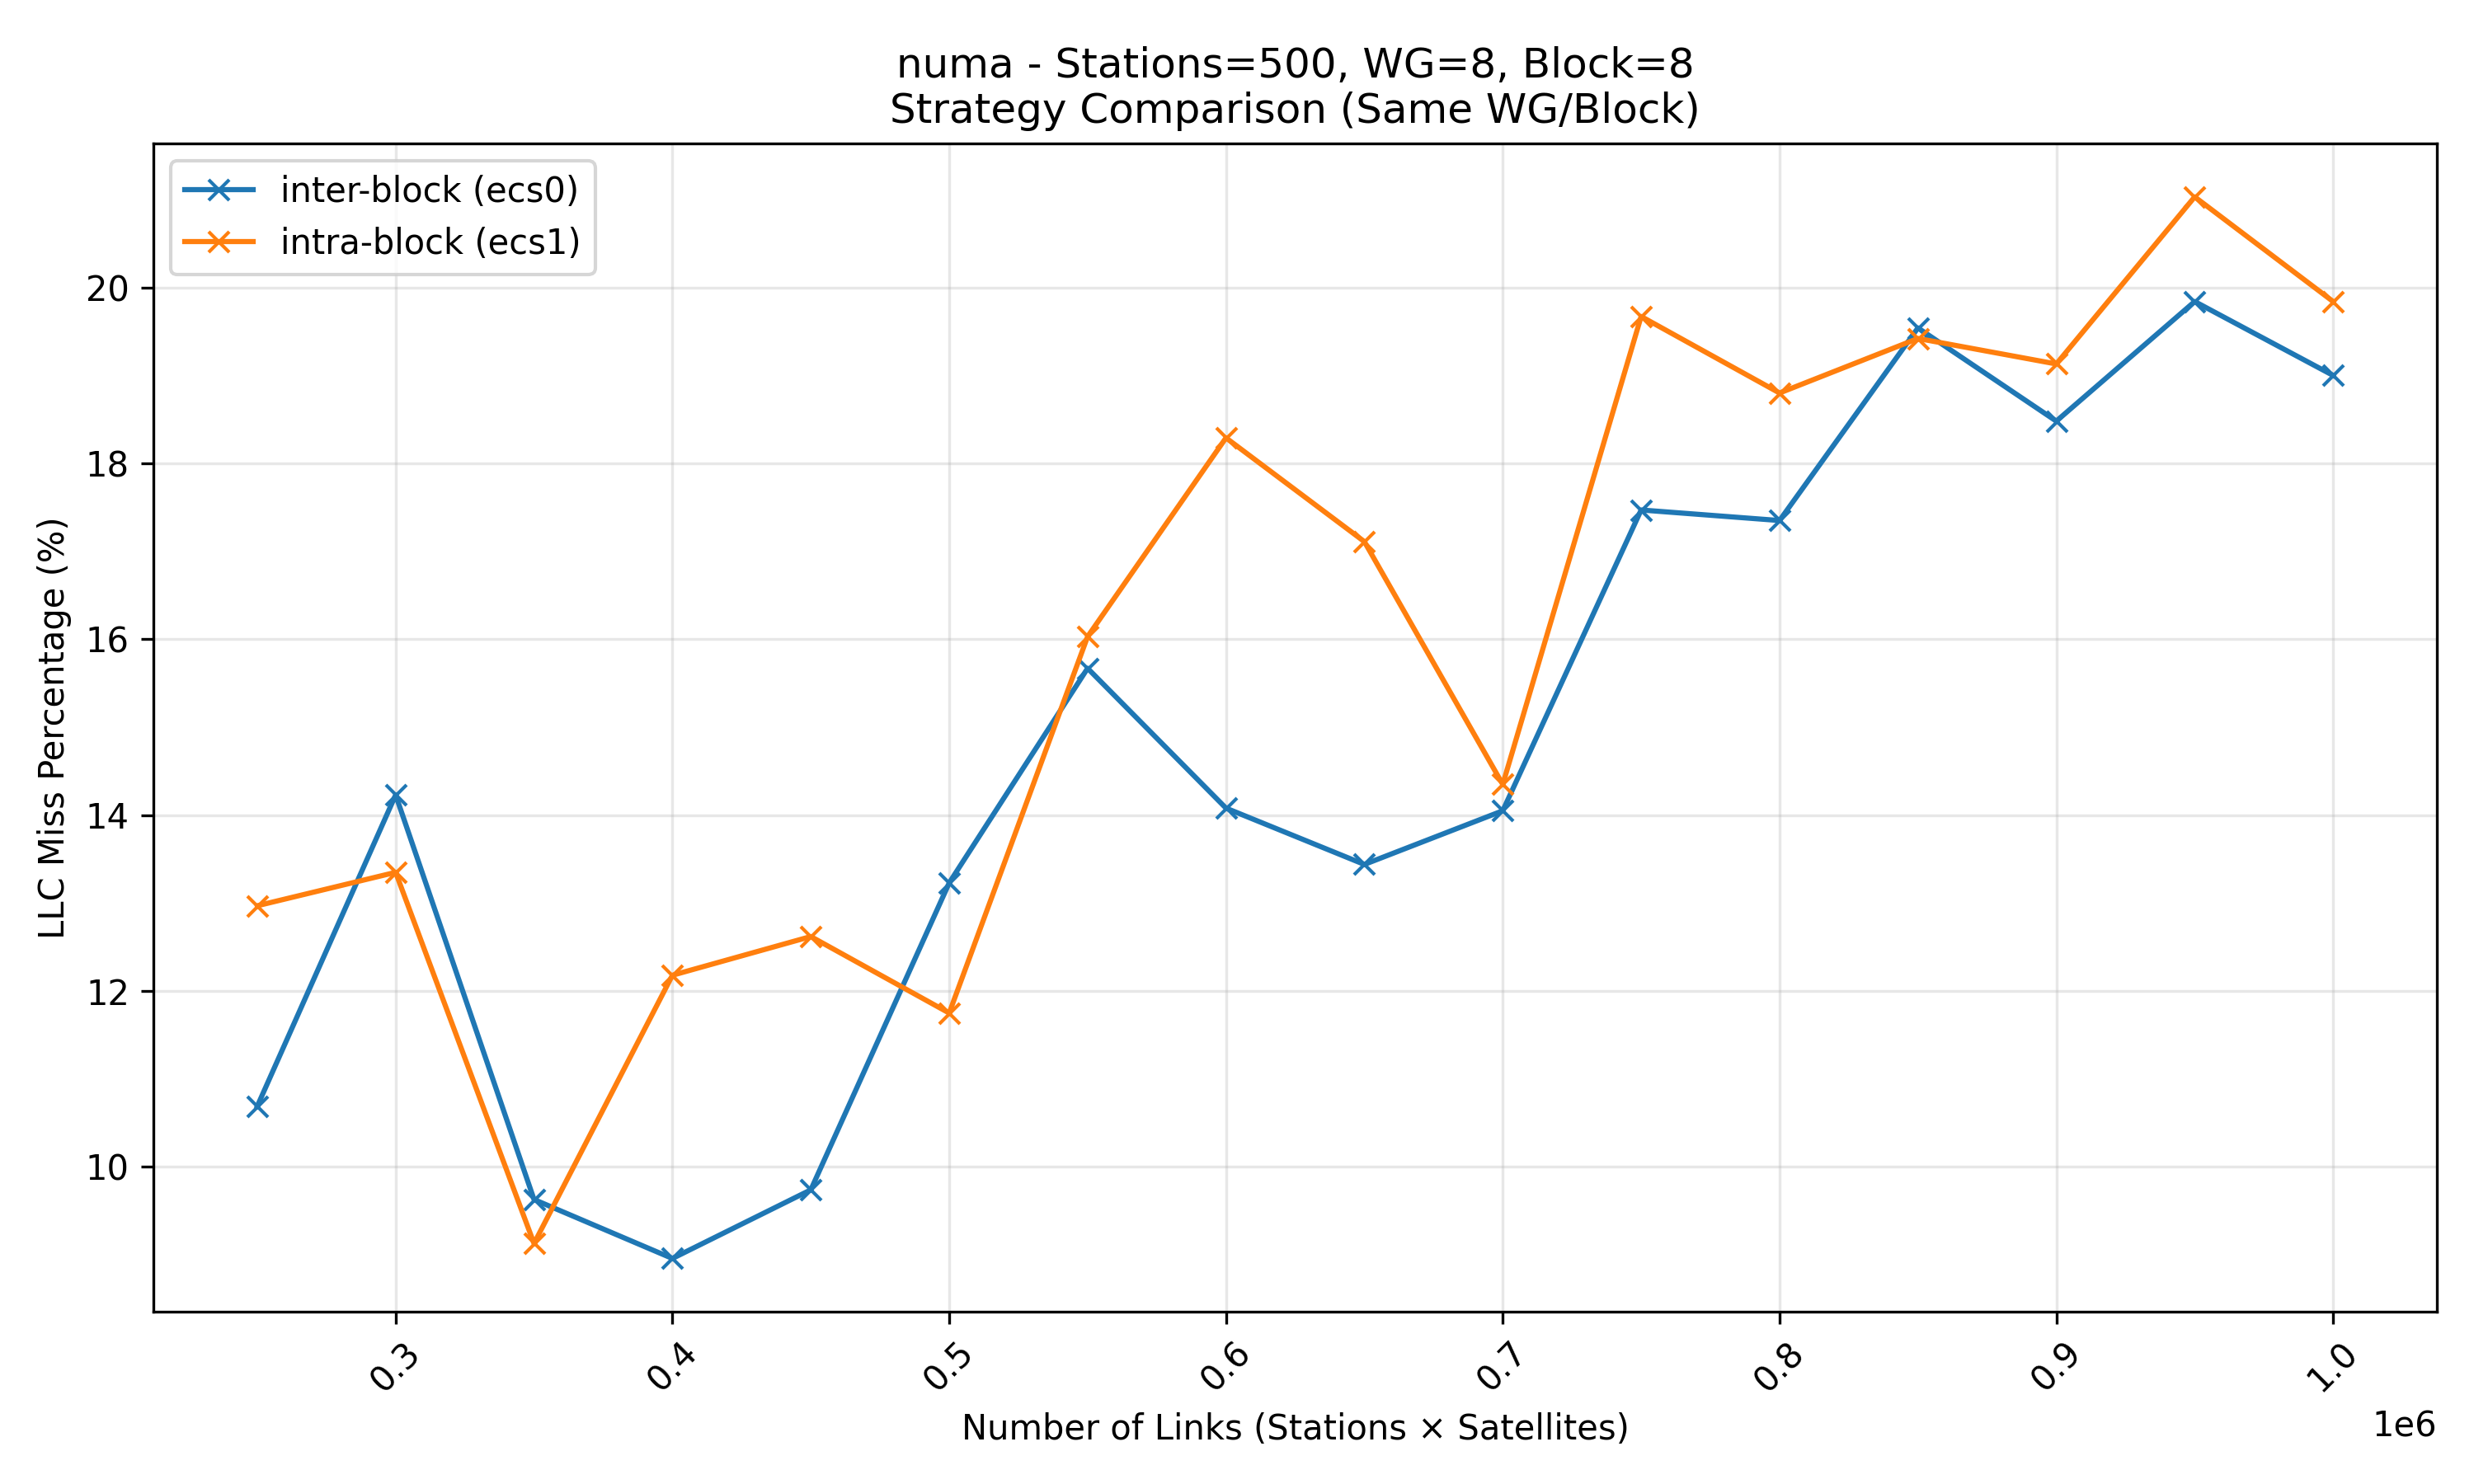 numa - Stations=500, WG=8, Block=8
Strategy Comparison (Same WG/Block)
inter-block (ecs0)
intra-block (ecs1)
LLC Miss Percentage (%)
20
18
16
14
12
10
0.3
0.4
0.5
0.6
0.7
0.8
0.9
1.0
1e6
Number of Links (Stations × Satellites)